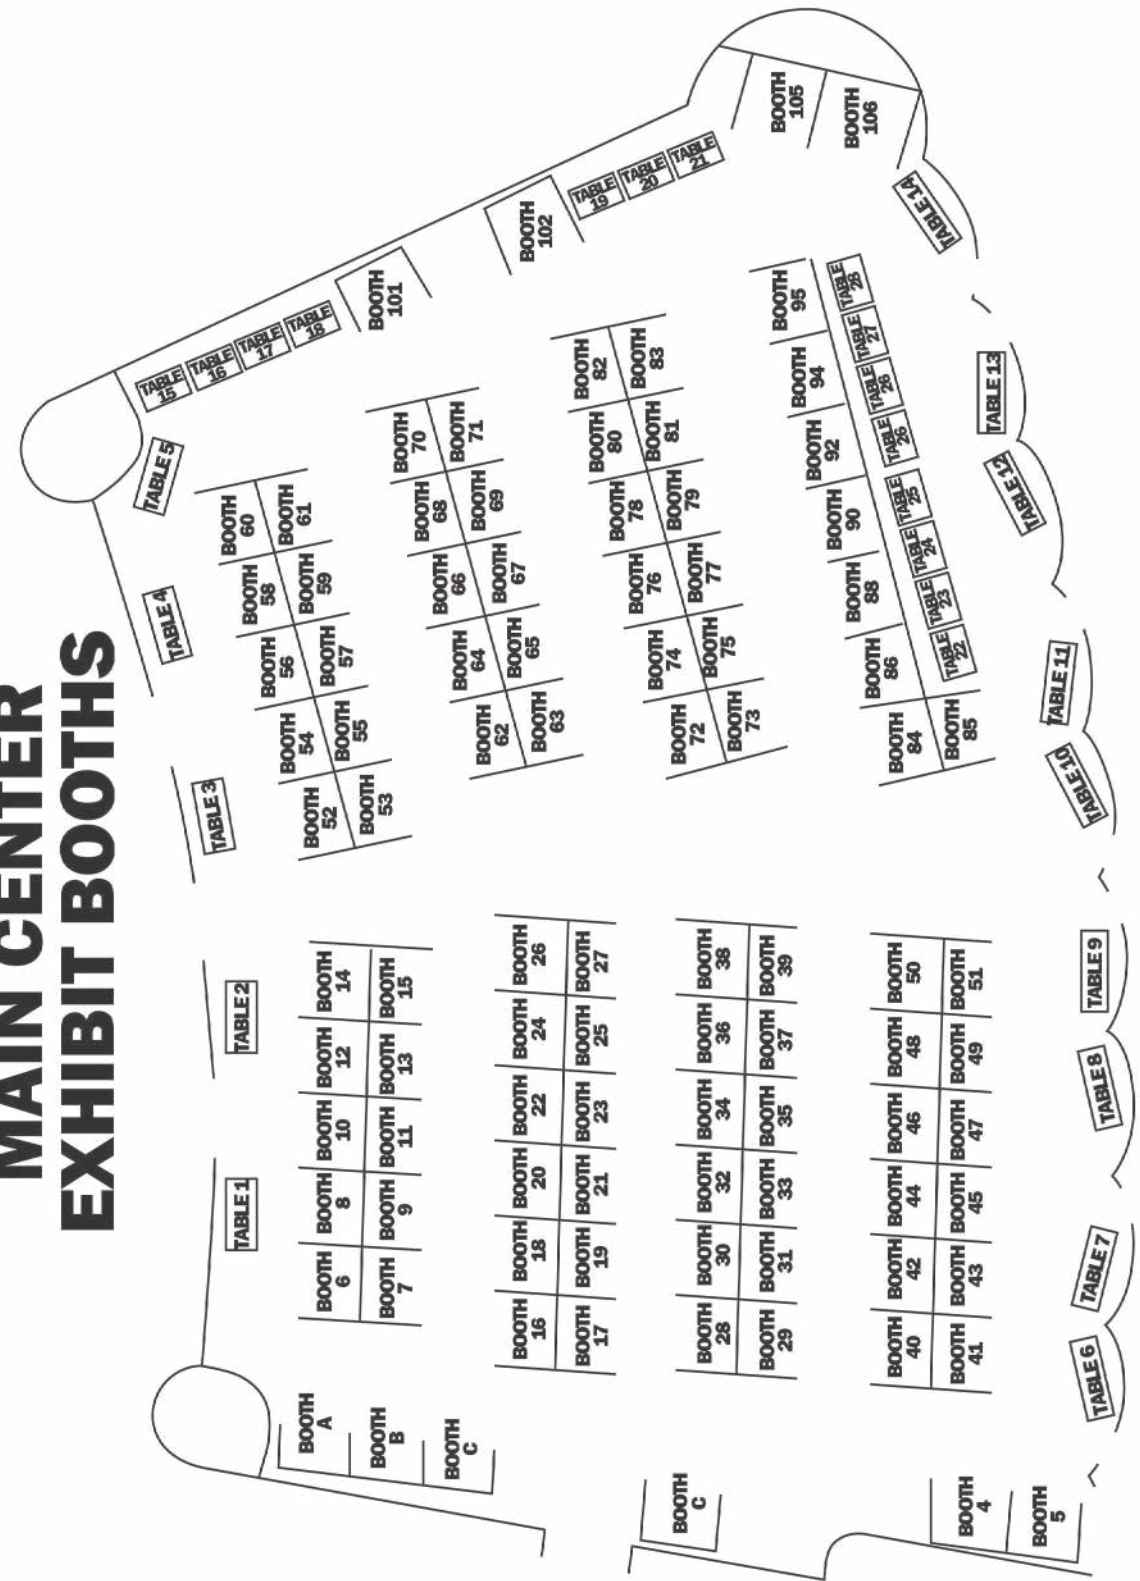 MAIN CENTER
EXHIBIT BOOTHS
TABLE 1
TABLE 2
TABLE 3
TABLE 4
TABLE 5
BOOTH
A
BOOTH
B
BOOTH
C
BOOTH
C
BOOTH
4
BOOTH
5
BOOTH
6
BOOTH
8
BOOTH
10
BOOTH
12
BOOTH
14
BOOTH
7
BOOTH
9
BOOTH
11
BOOTH
13
BOOTH
15
BOOTH
16
BOOTH
18
BOOTH
20
BOOTH
22
BOOTH
24
BOOTH
26
BOOTH
17
BOOTH
19
BOOTH
21
BOOTH
23
BOOTH
25
BOOTH
27
BOOTH
28
BOOTH
30
BOOTH
32
BOOTH
34
BOOTH
36
BOOTH
38
BOOTH
29
BOOTH
31
BOOTH
33
BOOTH
35
BOOTH
37
BOOTH
39
BOOTH
40
BOOTH
42
BOOTH
44
BOOTH
46
BOOTH
48
BOOTH
50
BOOTH
41
BOOTH
43
BOOTH
45
BOOTH
47
BOOTH
49
BOOTH
51
BOOTH
52
BOOTH
54
BOOTH
56
BOOTH
58
BOOTH
60
BOOTH
53
BOOTH
55
BOOTH
57
BOOTH
59
BOOTH
61
BOOTH
62
BOOTH
64
BOOTH
66
BOOTH
68
BOOTH
70
BOOTH
63
BOOTH
65
BOOTH
67
BOOTH
69
BOOTH
71
BOOTH
72
BOOTH
74
BOOTH
76
BOOTH
78
BOOTH
80
BOOTH
82
BOOTH
73
BOOTH
75
BOOTH
77
BOOTH
79
BOOTH
81
BOOTH
83
BOOTH
84
BOOTH
86
BOOTH
88
BOOTH
90
BOOTH
92
BOOTH
94
BOOTH
95
BOOTH
85
TABLE
22
TABLE
23
TABLE
24
TABLE
25
TABLE
26
TABLE
26
TABLE
27
TABLE
28
TABLE
15
TABLE
16
TABLE
17
TABLE
18
BOOTH
101
BOOTH
102
TABLE
19
TABLE
20
TABLE
21
BOOTH
105
BOOTH
106
TABLE 6
TABLE 7
TABLE 8
TABLE 9
TABLE 10
TABLE 11
TABLE 12
TABLE 13
TABLE 14